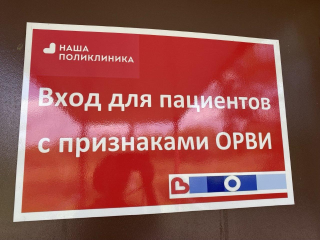 НАША
ПОЛИКЛИНИКА
Вход для пациентов
с признаками ОРВИ